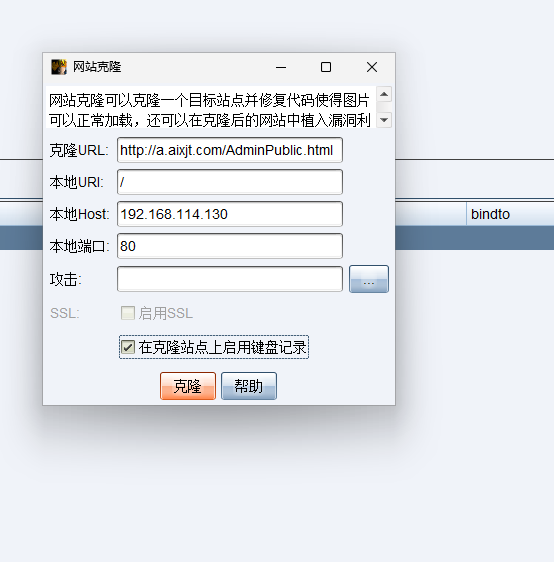 网站克隆
网站克隆可以克隆一个目标站点并修复代码使得图片
可以正常加载，还可以在克隆后的网站中植入漏洞利
克隆URL: http://a.aixjt.com/AdminPublic.html
本地URI: /
本地Host: 192.168.114.130
bindto
本地端口: 80
攻击: ...
SSL: 启用SSL
在克隆站点上启用键盘记录
克隆 帮助